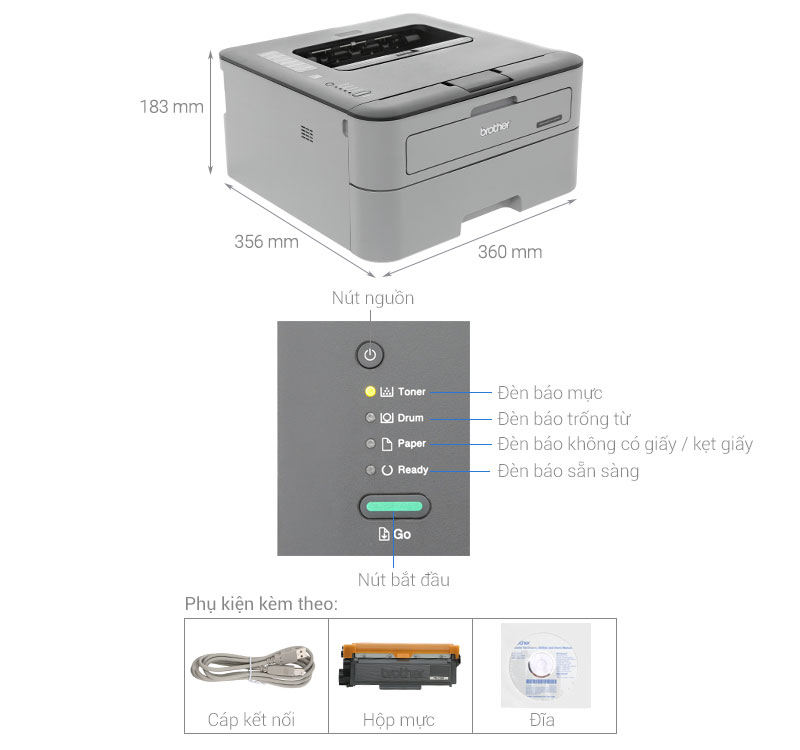 183 mm
brother
356 mm
360 mm
Nút nguồn
Toner
Đèn báo mực
Drum
Đèn báo trống từ
Paper
Đèn báo không có giấy / kẹt giấy
Ready
Đèn báo sẵn sàng
Go
Nút bắt đầu
Phụ kiện kèm theo:
brother
Cáp kết nối
Hộp mực
Đĩa